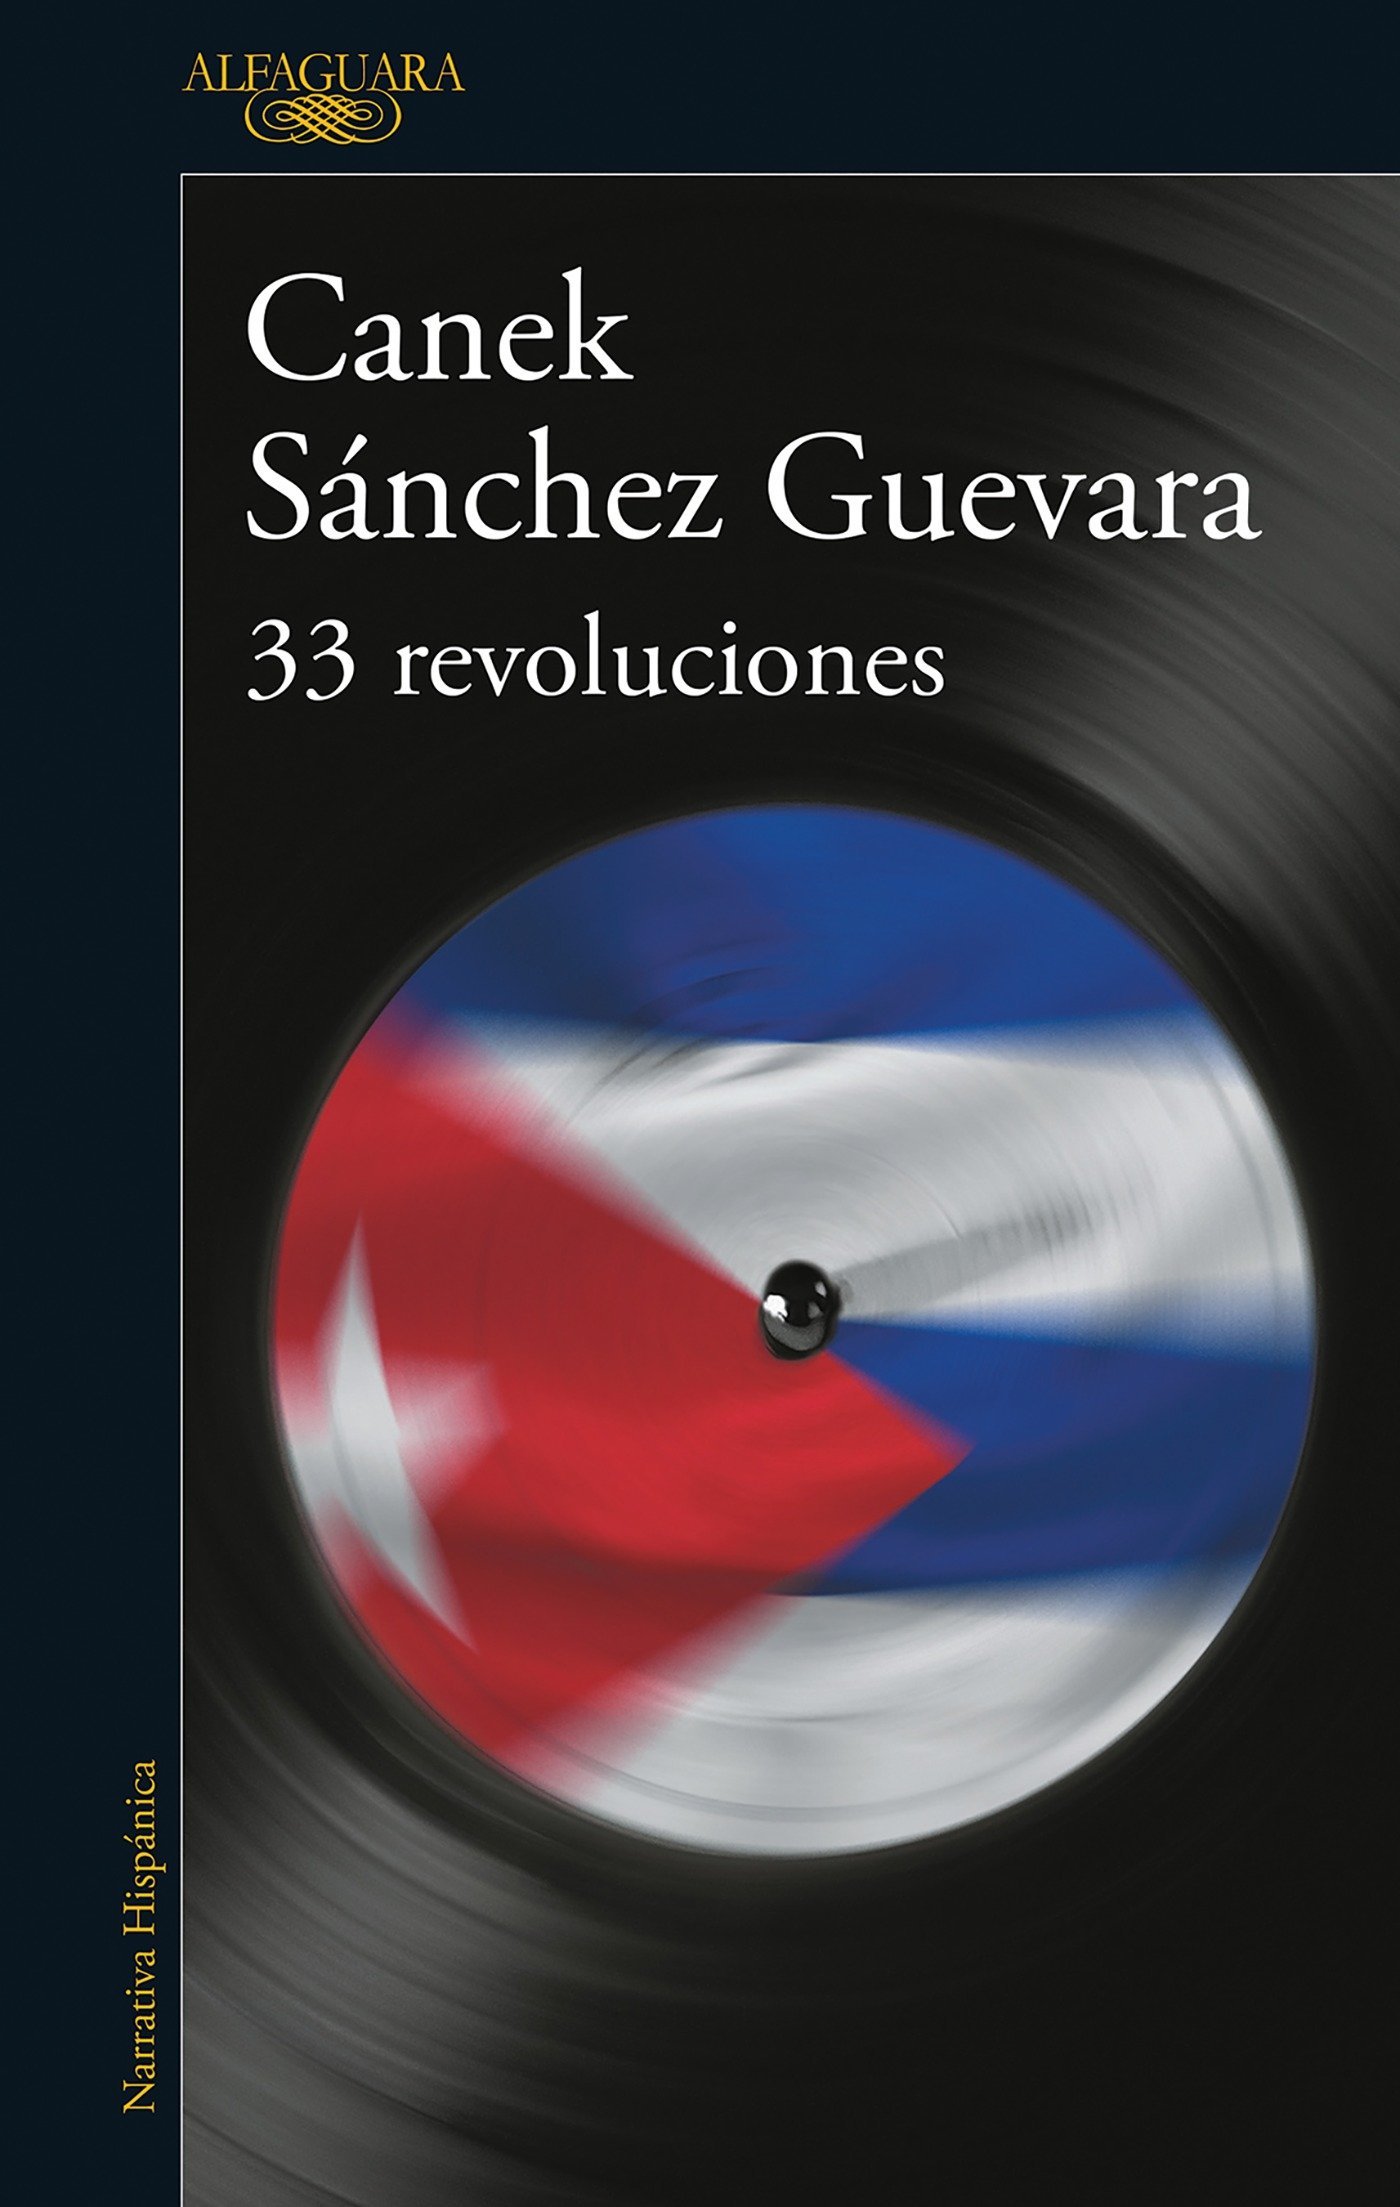 ALFAGUARA
Canek
Sánchez Guevara
33 revoluciones
Narrativa Hispánica